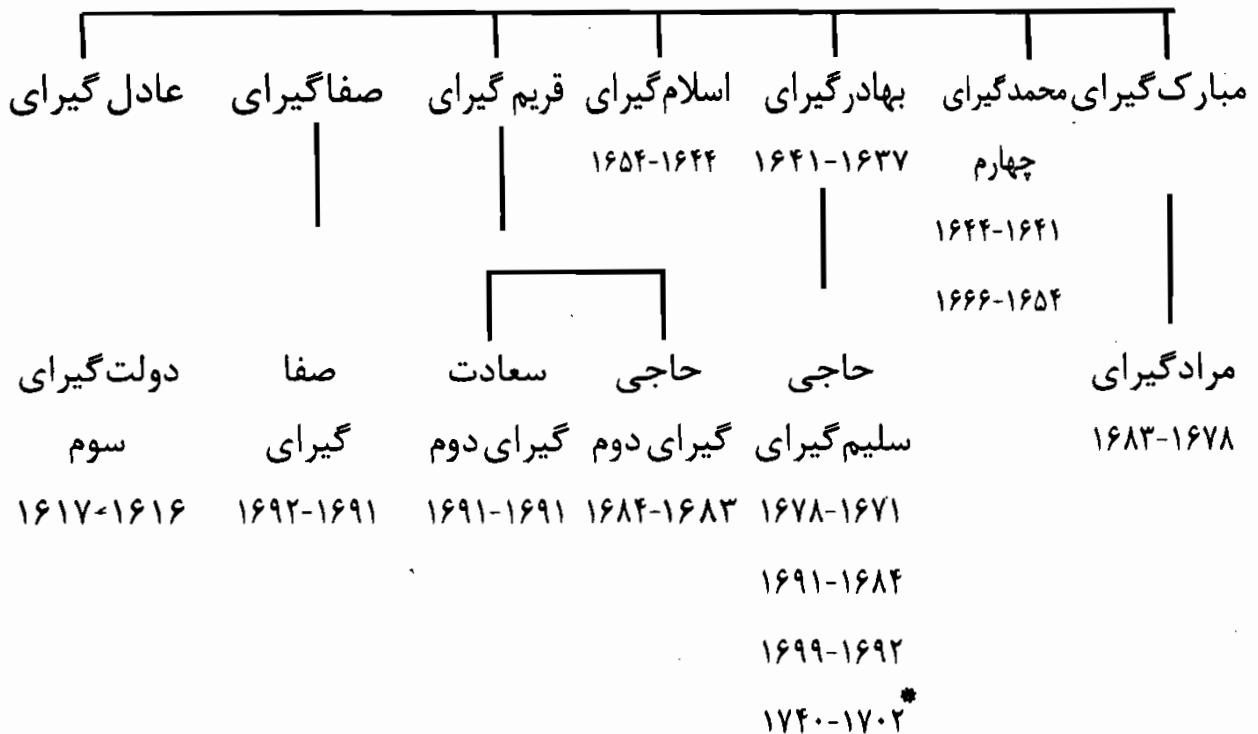 مبارک‌گیرای محمدگیرای بهادرگیرای اسلام‌گیرای قریم گیرای صفاگیرای عادل گیرای
چهارم ۱۶۳۷-۱۶۴۱ ۱۶۴۴-۱۶۵۴
۱۶۴۱-۱۶۴۴
۱۶۵۴-۱۶۶۶
مرادگیرای حاجی حاجی سعادت صفا دولت‌گیرای
۱۶۷۸-۱۶۸۳ سلیم‌گیرای گیرای دوم گیرای دوم گیرای سوم
۱۶۷۱-۱۶۷۸ ۱۶۸۳-۱۶۸۴ ۱۶۹۱-۱۶۹۱ ۱۶۹۱-۱۶۹۲ ۱۶۱۶-۱۶۱۷
۱۶۸۴-۱۶۹۱
۱۶۹۲-۱۶۹۹
*۱۷۰۲-۱۷۴۰